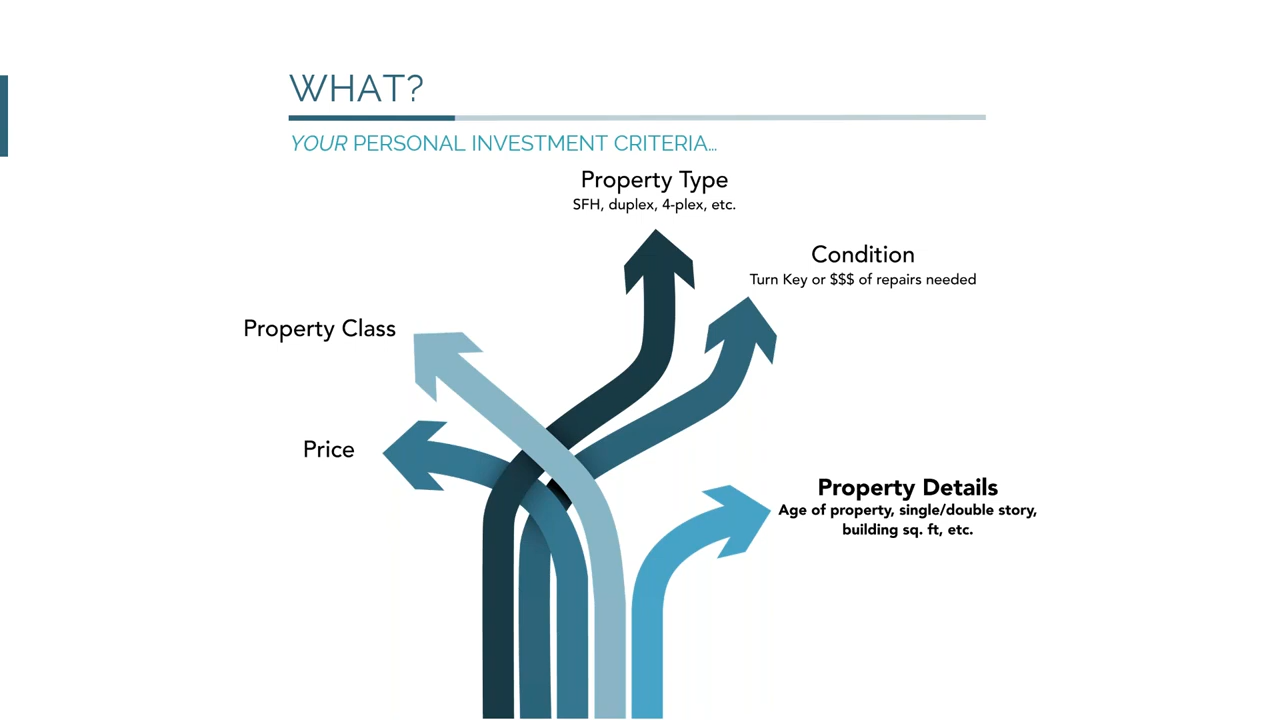 WHAT?
YOUR PERSONAL INVESTMENT CRITERIA…
Property Type
SFH, duplex, 4-plex, etc.
Condition
Turn Key or $$$ of repairs needed
Property Class
Price
Property Details
Age of property, single/double story,
building sq. ft, etc.